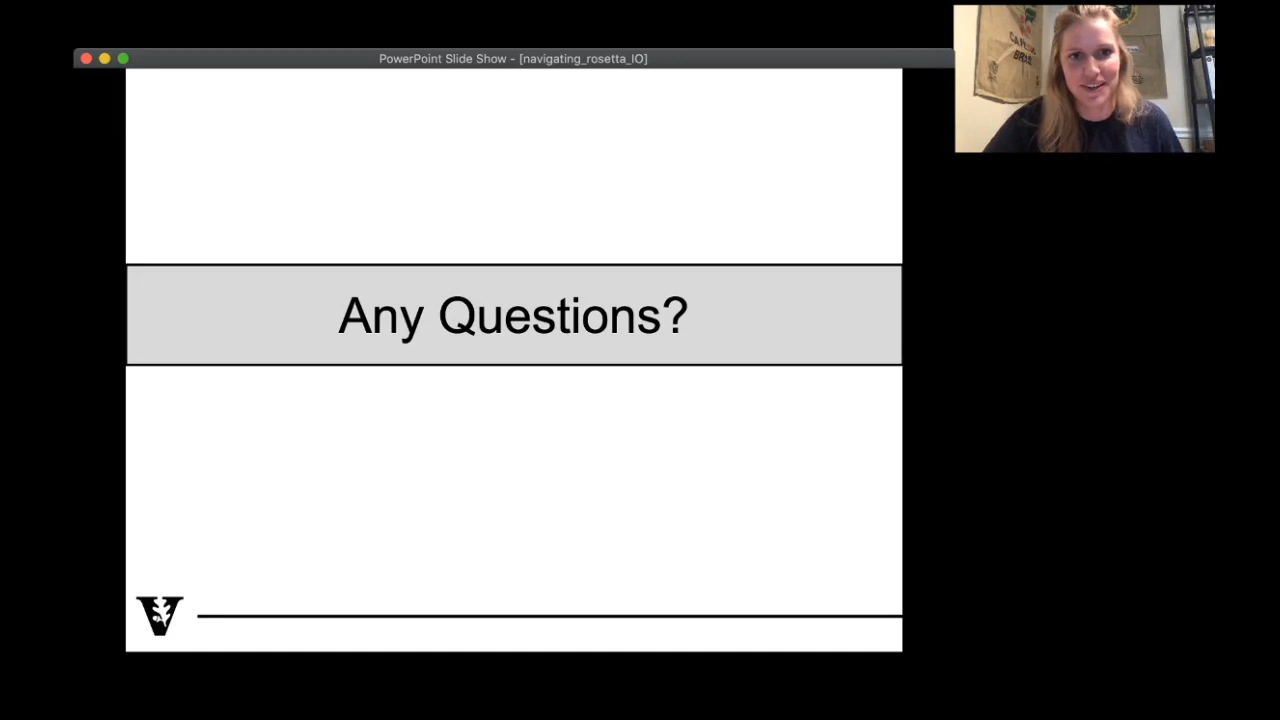 PowerPoint Slide Show - [navigating_rosetta_IO]
Any Questions?
V